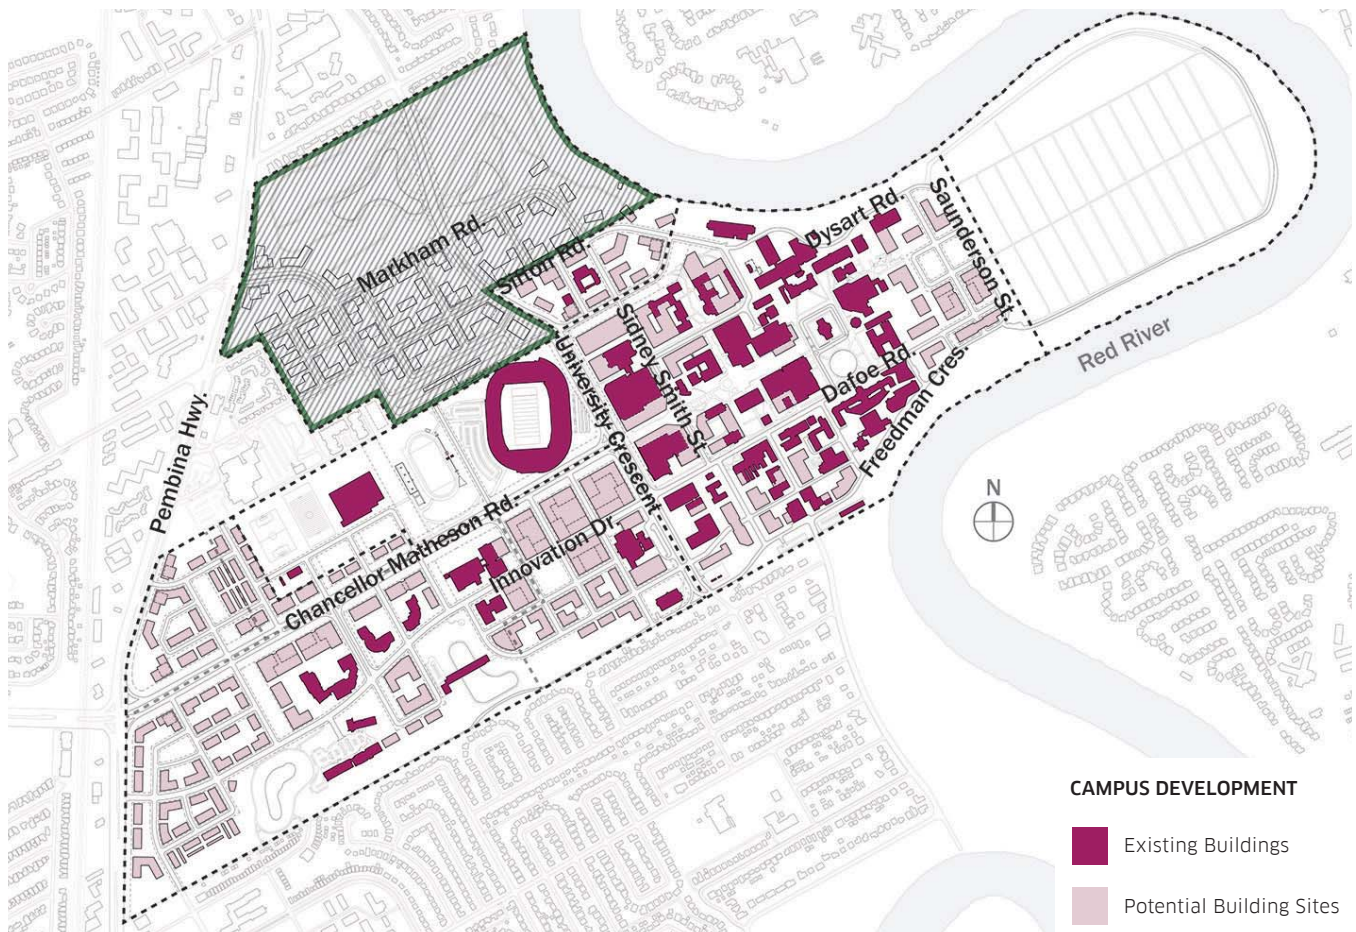 Markham Rd.
Sifton Rd.
Dysart Rd.
Saunderson St.
Sidney Smith St.
University Crescent
Dafoe Rd.
Freedman Cres.
Red River
Pembina Hwy.
Chancellor Matheson Rd.
Innovation Dr.
N
CAMPUS DEVELOPMENT
Existing Buildings
Potential Building Sites